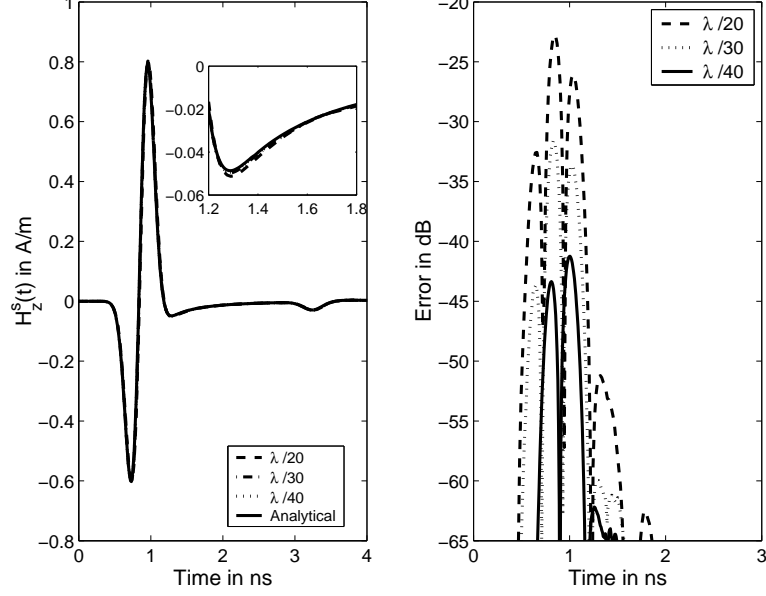 1
0.8
0.6
0.4
0.2
0
−0.2
−0.4
−0.6
−0.8
0 1 2 3 4
Time in ns
H_z^s(t) in A/m
0
−0.02
−0.04
−0.06
1.2 1.4 1.6 1.8
λ /20
λ /30
λ /40
Analytical
−20
−25
−30
−35
−40
−45
−50
−55
−60
−65
0 1 2 3
Time in ns
Error in dB
λ /20
λ /30
λ /40